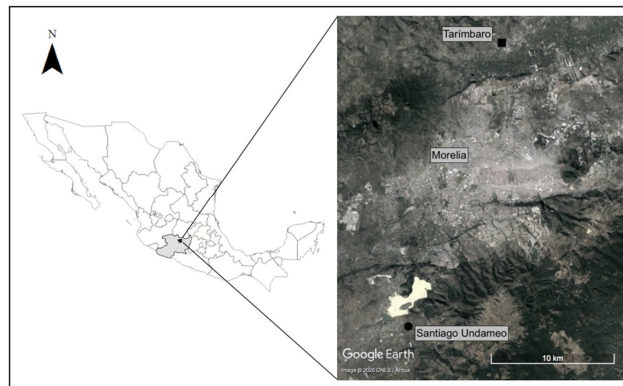 N
Tarímbaro
Morelia
Santiago Undameo
Google Earth
Image © 2020 CNES / Airbus
10 km